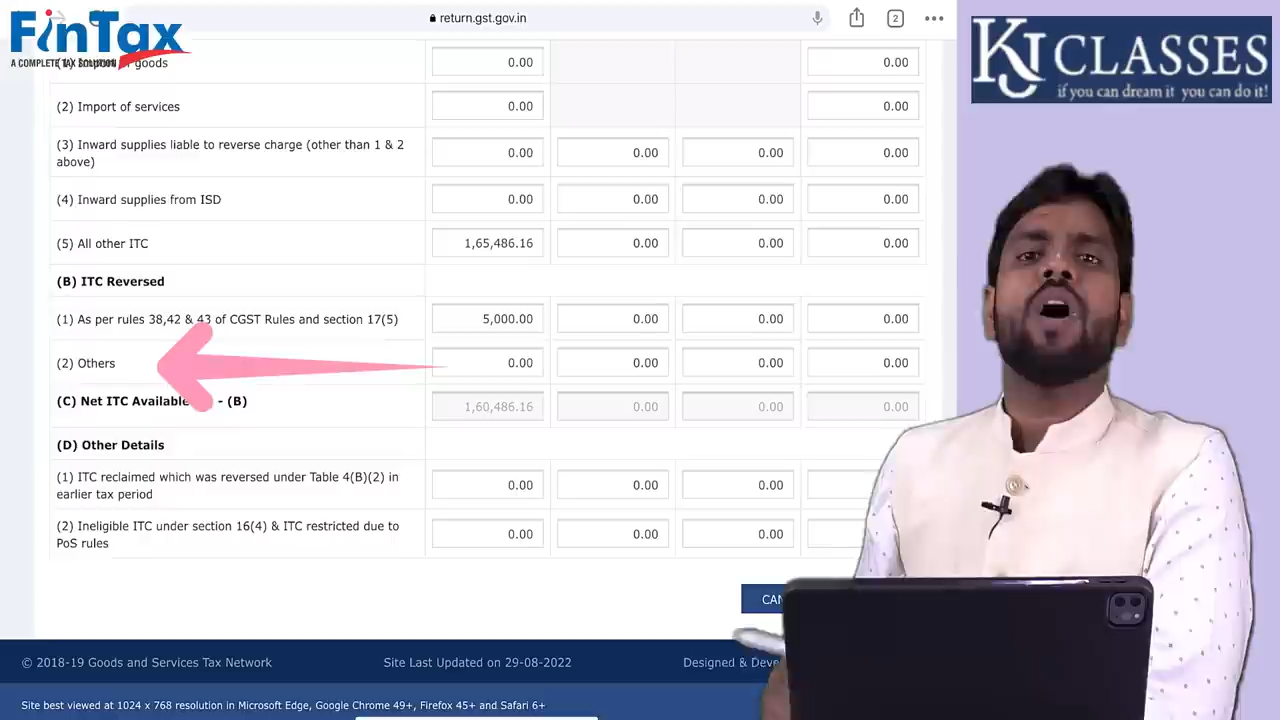 FinTax
A COMPLETE TAX SOLUTION
return.gst.gov.in
2
KJ CLASSES
if you can dream it you can do it!
goods 0.00 0.00
(2) Import of services 0.00 0.00
(3) Inward supplies liable to reverse charge (other than 1 & 2 0.00 0.00 0.00 0.00
above)
(4) Inward supplies from ISD 0.00 0.00 0.00 0.00
(5) All other ITC 1,65,486.16 0.00 0.00 0.00
(B) ITC Reversed
(1) As per rules 38,42 & 43 of CGST Rules and section 17(5) 5,000.00 0.00 0.00 0.00
(2) Others 0.00 0.00 0.00 0.00
(C) Net ITC Available - (B) 1,60,486.16 0.00 0.00 0.00
(D) Other Details
(1) ITC reclaimed which was reversed under Table 4(B)(2) in 0.00 0.00 0.00
earlier tax period
(2) Ineligible ITC under section 16(4) & ITC restricted due to 0.00 0.00 0.00
PoS rules
CAN
© 2018-19 Goods and Services Tax Network Site Last Updated on 29-08-2022 Designed & Deve
Site best viewed at 1024 x 768 resolution in Microsoft Edge, Google Chrome 49+, Firefox 45+ and Safari 6+